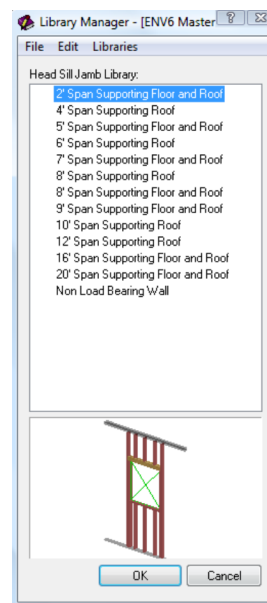 Library Manager - [ENV6 Master
File Edit Libraries
Head Sill Jamb Library:
2' Span Supporting Floor and Roof
4' Span Supporting Roof
5' Span Supporting Floor and Roof
6' Span Supporting Roof
7' Span Supporting Floor and Roof
8' Span Supporting Roof
8' Span Supporting Floor and Roof
9' Span Supporting Floor and Roof
10' Span Supporting Roof
12' Span Supporting Roof
16' Span Supporting Floor and Roof
20' Span Supporting Floor and Roof
Non Load Bearing Wall
OK Cancel